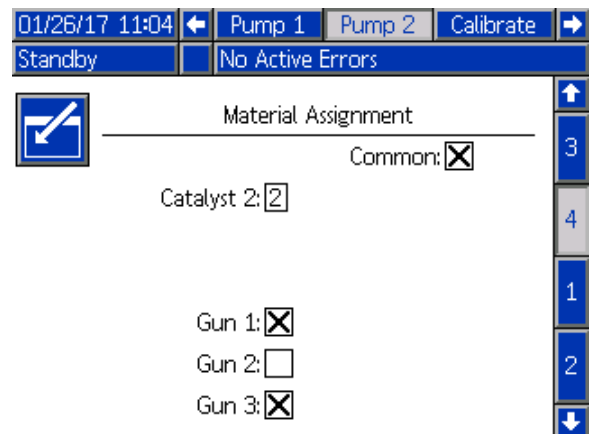 01/26/17 11:04 Pump 1 Pump 2 Calibrate
Standby No Active Errors
Material Assignment
Common:
3
Catalyst 2: 2
4
1
Gun 1:
Gun 2:
2
Gun 3: